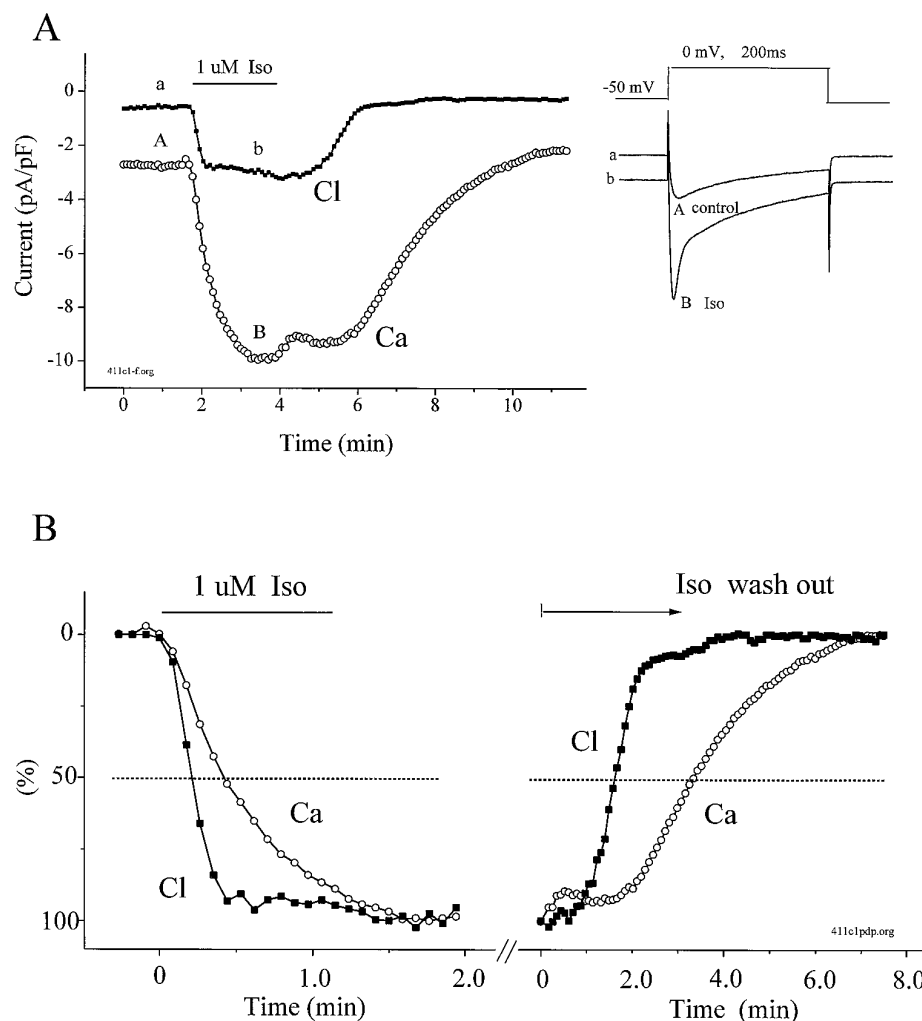 A
1 uM Iso
a
A
b
B
Cl
Ca
0
-2
-4
-6
-8
-10
Current (pA/pF)
411c1-f.org
0 2 4 6 8 10
Time (min)
0 mV, 200ms
-50 mV
a
b
A control
B Iso
B
1 uM Iso
Iso wash out
0
50
100
(%)
Cl
Ca
Cl
Ca
411c1pdp.org
0 1.0 2.0
Time (min)
0 2.0 4.0 6.0 8.0
Time (min)